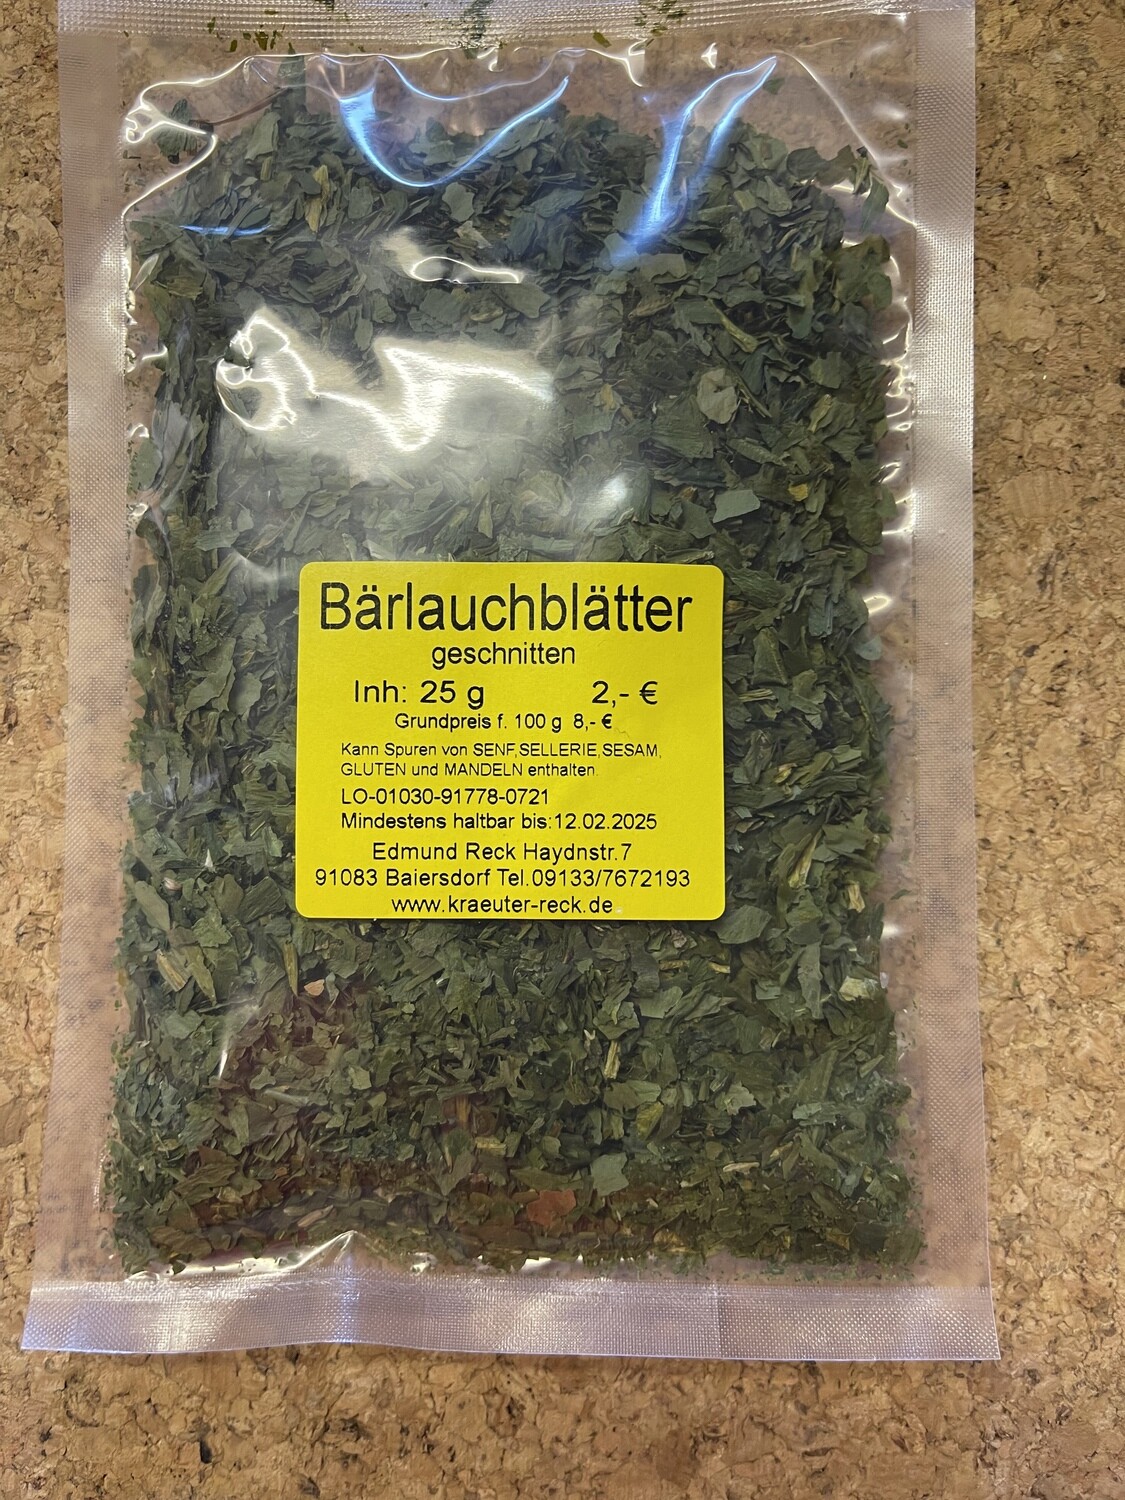 Bärlauchblätter
geschnitten
Inh: 25 g 2,- €
Grundpreis f. 100 g 8,- €
Kann Spuren von SENF,SELLERIE,SESAM,
GLUTEN und MANDELN enthalten.
LO-01030-91778-0721
Mindestens haltbar bis:12.02.2025
Edmund Reck Haydnstr.7
91083 Baiersdorf Tel.09133/7672193
www.kraeuter-reck.de